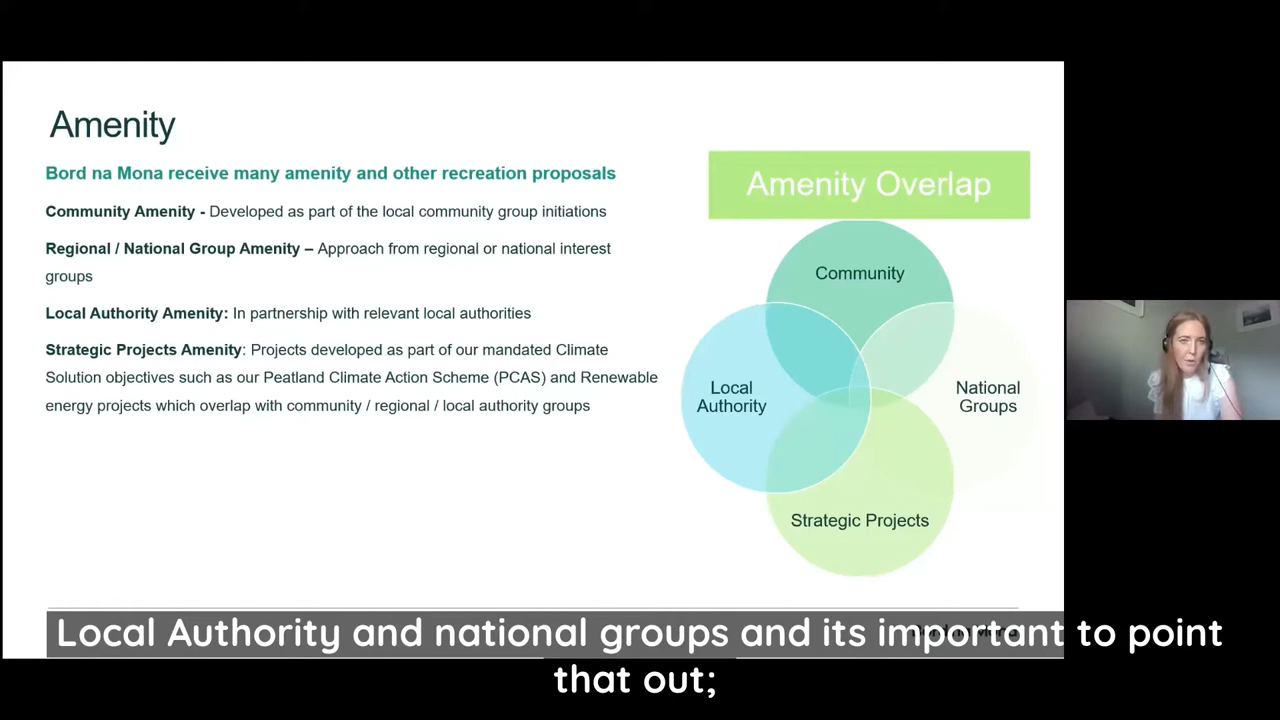 Amenity
Bord na Mona receive many amenity and other recreation proposals
Community Amenity - Developed as part of the local community group initiations
Regional / National Group Amenity – Approach from regional or national interest
groups
Local Authority Amenity: In partnership with relevant local authorities
Strategic Projects Amenity: Projects developed as part of our mandated Climate
Solution objectives such as our Peatland Climate Action Scheme (PCAS) and Renewable
energy projects which overlap with community / regional / local authority groups
Amenity Overlap
Community
Local
Authority
National
Groups
Strategic Projects
Local Authority and national groups and its important to point
that out;